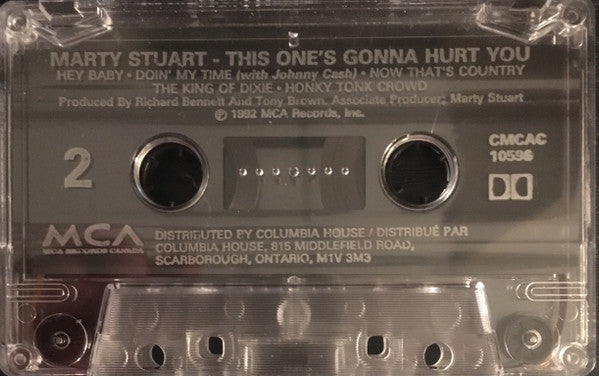 MARTY STUART - THIS ONE'S GONNA HURT YOU
HEY BABY • DOIN' MY TIME (with Johnny Cash) • NOW THAT'S COUNTRY
THE KING OF DIXIE • HONKY TONK CROWD
Produced By Richard Bennett And Tony Brown. Associate Producer: Marty Stuart
℗ 1992 MCA Records, Inc.
2
CMCAC
10596
MCA
MCA RECORDS CANADA
DISTRIBUTED BY COLUMBIA HOUSE / DISTRIBUÉ PAR
COLUMBIA HOUSE, 815 MIDDLEFIELD ROAD,
SCARBOROUGH, ONTARIO, M1V 3M3